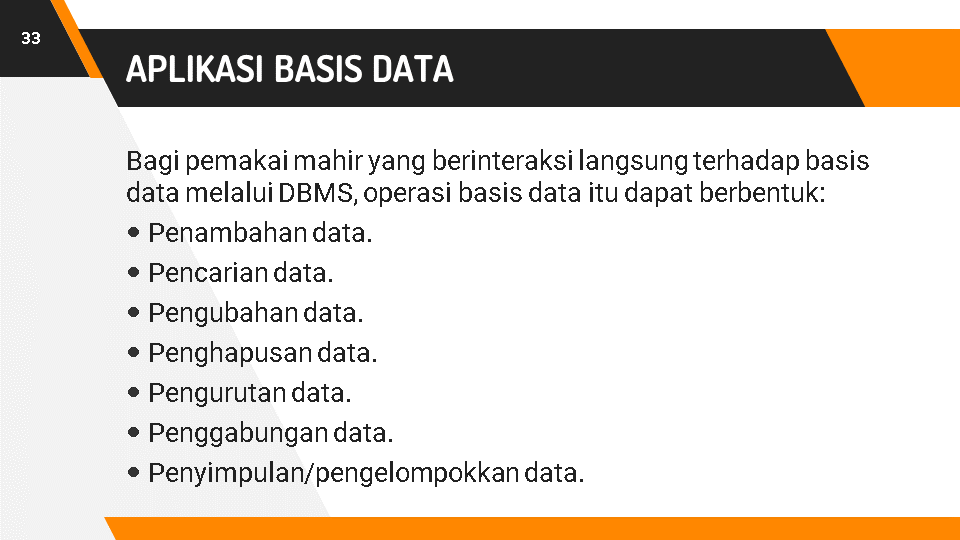 33
APLIKASI BASIS DATA
Bagi pemakai mahir yang berinteraksi langsung terhadap basis
data melalui DBMS, operasi basis data itu dapat berbentuk:
• Penambahan data.
• Pencarian data.
• Pengubahan data.
• Penghapusan data.
• Pengurutan data.
• Penggabungan data.
• Penyimpulan/pengelompokkan data.